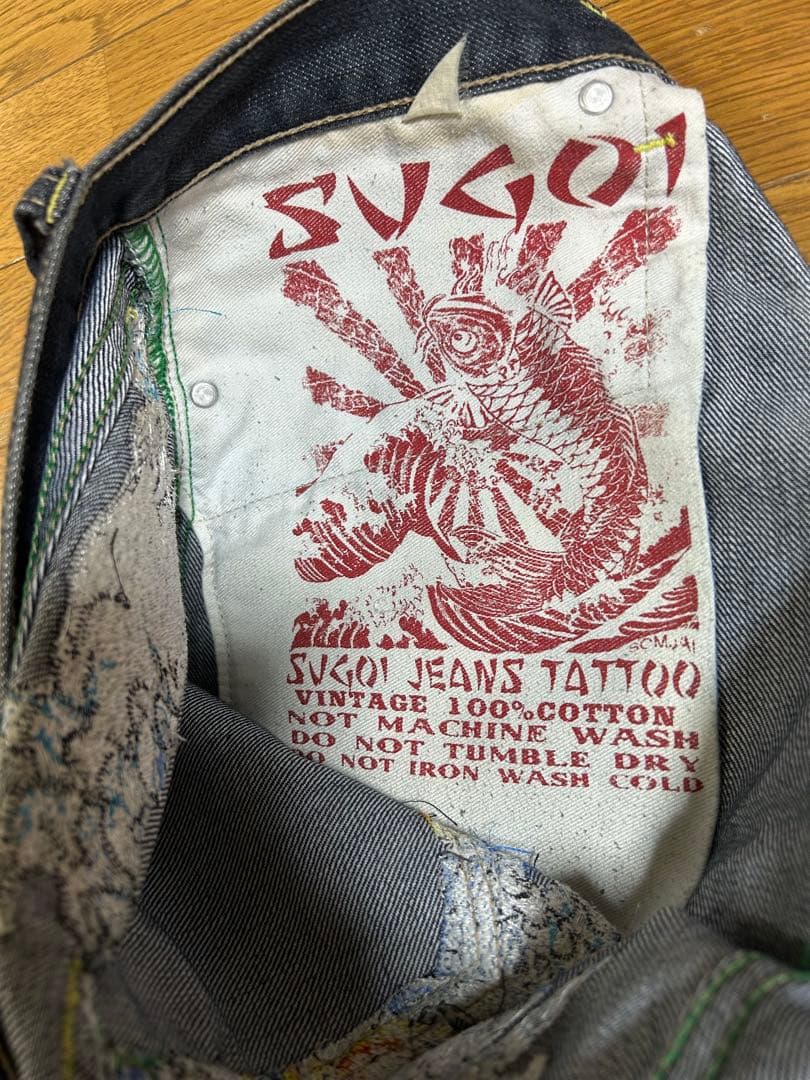 SUGOI
SOMJAI
SUGOI JEANS TATTOO
VINTAGE 100%COTTON
NOT MACHINE WASH
DO NOT TUMBLE DRY
DO NOT IRON WASH COLD